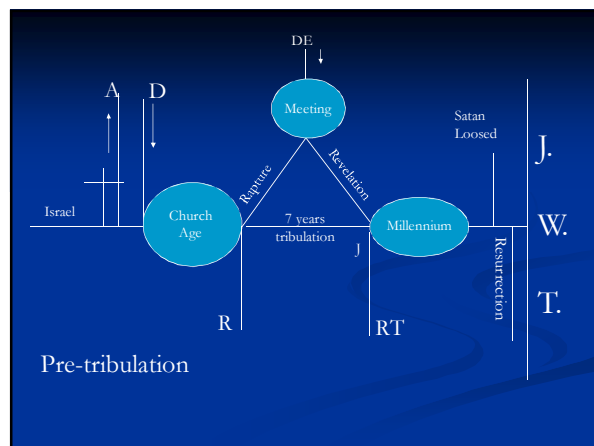 DE
Meeting
A
D
Satan
Loosed
J.
Rapture
Revelation
Israel
Church
Age
7 years
tribulation
Millennium
W.
J
Resurrection
T.
R
RT
Pre-tribulation